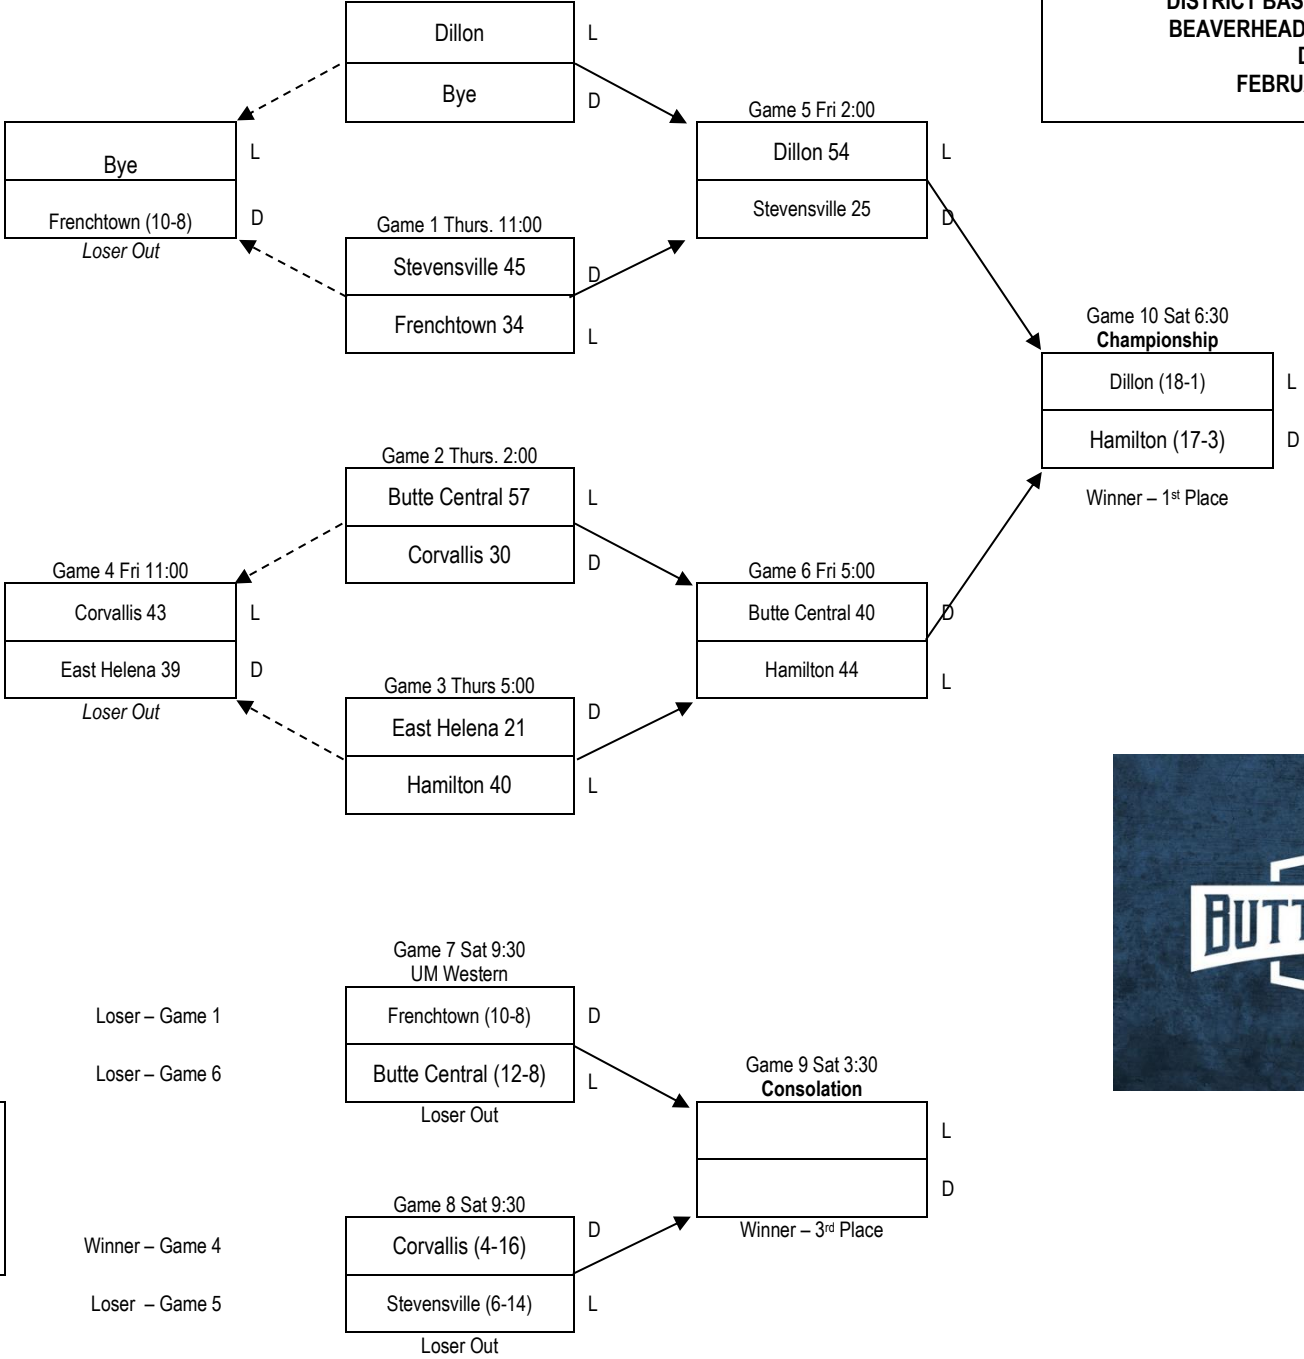 DISTRICT BAS
BEAVERHEAD
FEBRU
Dillon
L
Bye
D
Bye
L
Frenchtown (10-8)
D
Loser Out
Game 1 Thurs. 11:00
Stevensville 45
D
Frenchtown 34
L
Game 5 Fri 2:00
Dillon 54
L
Stevensville 25
D
Game 10 Sat 6:30
Championship
Dillon (18-1)
L
Hamilton (17-3)
D
Winner – 1st Place
Game 2 Thurs. 2:00
Butte Central 57
L
Corvallis 30
D
Game 4 Fri 11:00
Corvallis 43
L
East Helena 39
D
Loser Out
Game 3 Thurs 5:00
East Helena 21
D
Hamilton 40
L
Game 6 Fri 5:00
Butte Central 40
D
Hamilton 44
L
BUTT
Game 7 Sat 9:30
UM Western
Loser – Game 1
Frenchtown (10-8)
D
Loser – Game 6
Butte Central (12-8)
L
Loser Out
Game 9 Sat 3:30
Consolation
L
D
Winner – 3rd Place
Game 8 Sat 9:30
Winner – Game 4
Corvallis (4-16)
D
Loser – Game 5
Stevensville (6-14)
L
Loser Out